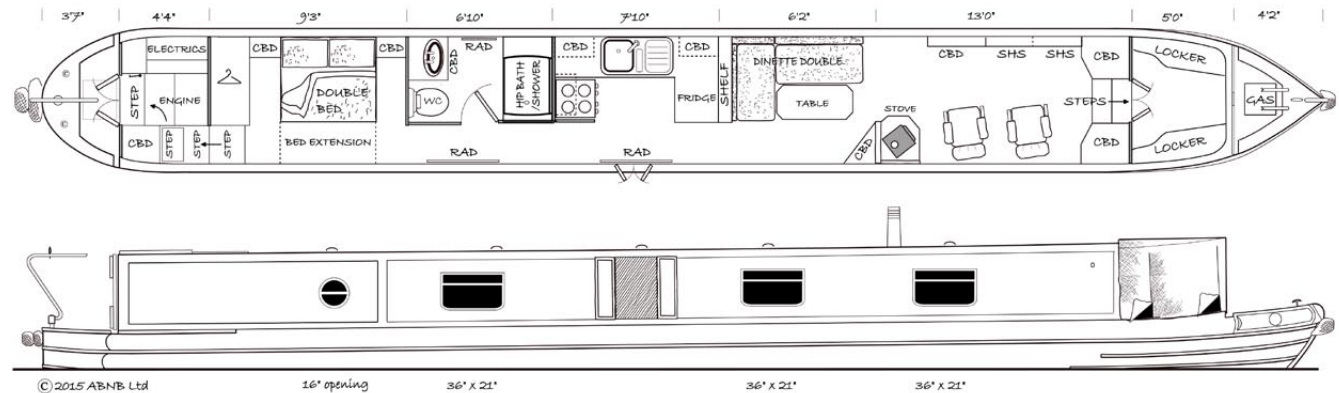 3'7" 4'4" 9'3" 6'10" 7'10" 6'2" 13'0" 5'0" 4'2"
ELECTRICS
CBD
CBD
CBD
RAD
CBD
CBD
SHELF
DINETTE DOUBLE
CBD
SHS
SHS
CBD
LOCKER
STEP
ENGINE
DOUBLE BED
WC
HIP BATH /SHOWER
FRIDGE
TABLE
STOVE
STEPS
GAS
CBD
STEP
STEP
STEP
BED EXTENSION
RAD
RAD
CBD
CBD
LOCKER
© 2015 ABNB Ltd
16" opening
36" X 21"
36" X 21"
36" X 21"